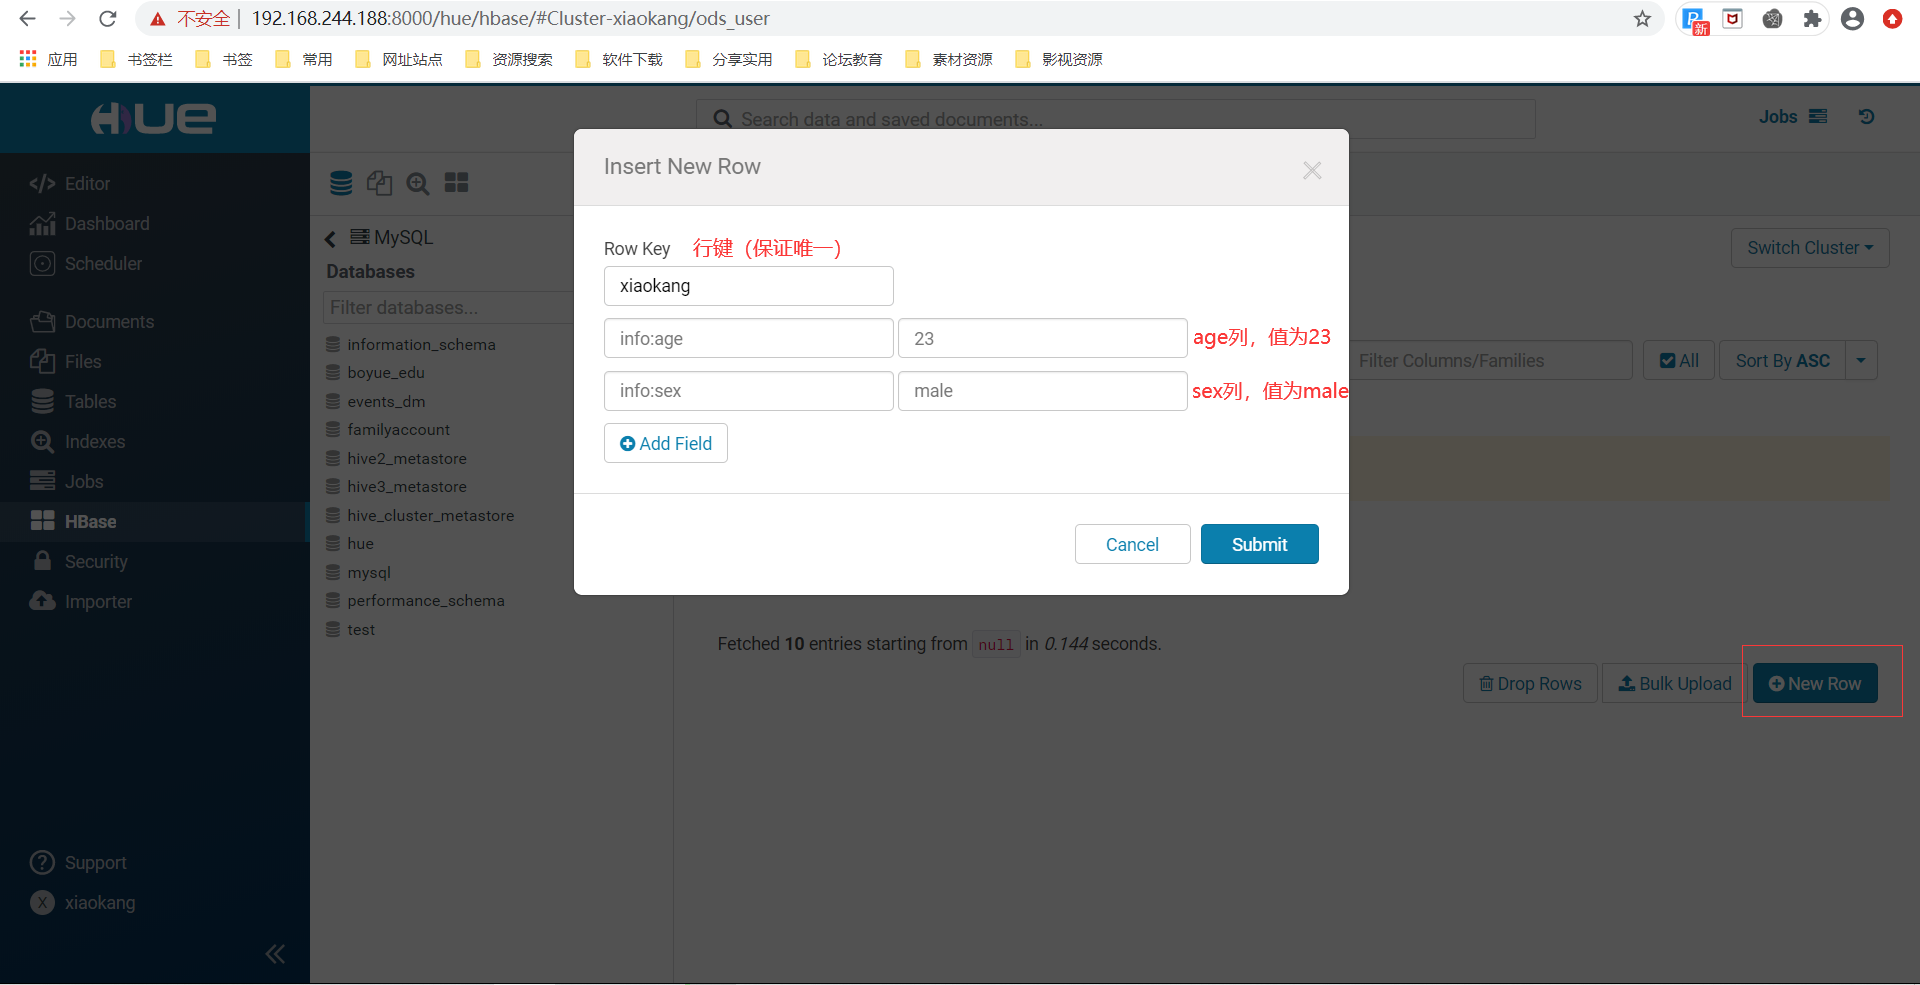 不安全 | 192.168.244.188:8000/hue/hbase/#Cluster-xiaokang/ods_user
新
应用 书签栏 书签 常用 网址站点 资源搜索 软件下载 分享实用 论坛教育 素材资源 影视资源
HUE
Search data and saved documents...
Jobs
Editor
Dashboard
Scheduler
Documents
Files
Tables
Indexes
Jobs
HBase
Security
Importer
Support
X xiaokang
MySQL
Databases
Filter databases...
information_schema
boyue_edu
events_dm
familyaccount
hive2_metastore
hive3_metastore
hive_cluster_metastore
hue
mysql
performance_schema
test
Insert New Row
Row Key 行键（保证唯一）
xiaokang
info:age 23 age列，值为23
info:sex male sex列，值为male
Add Field
Cancel Submit
Switch Cluster
Filter Columns/Families All Sort By ASC
Fetched 10 entries starting from null in 0.144 seconds.
Drop Rows Bulk Upload New Row